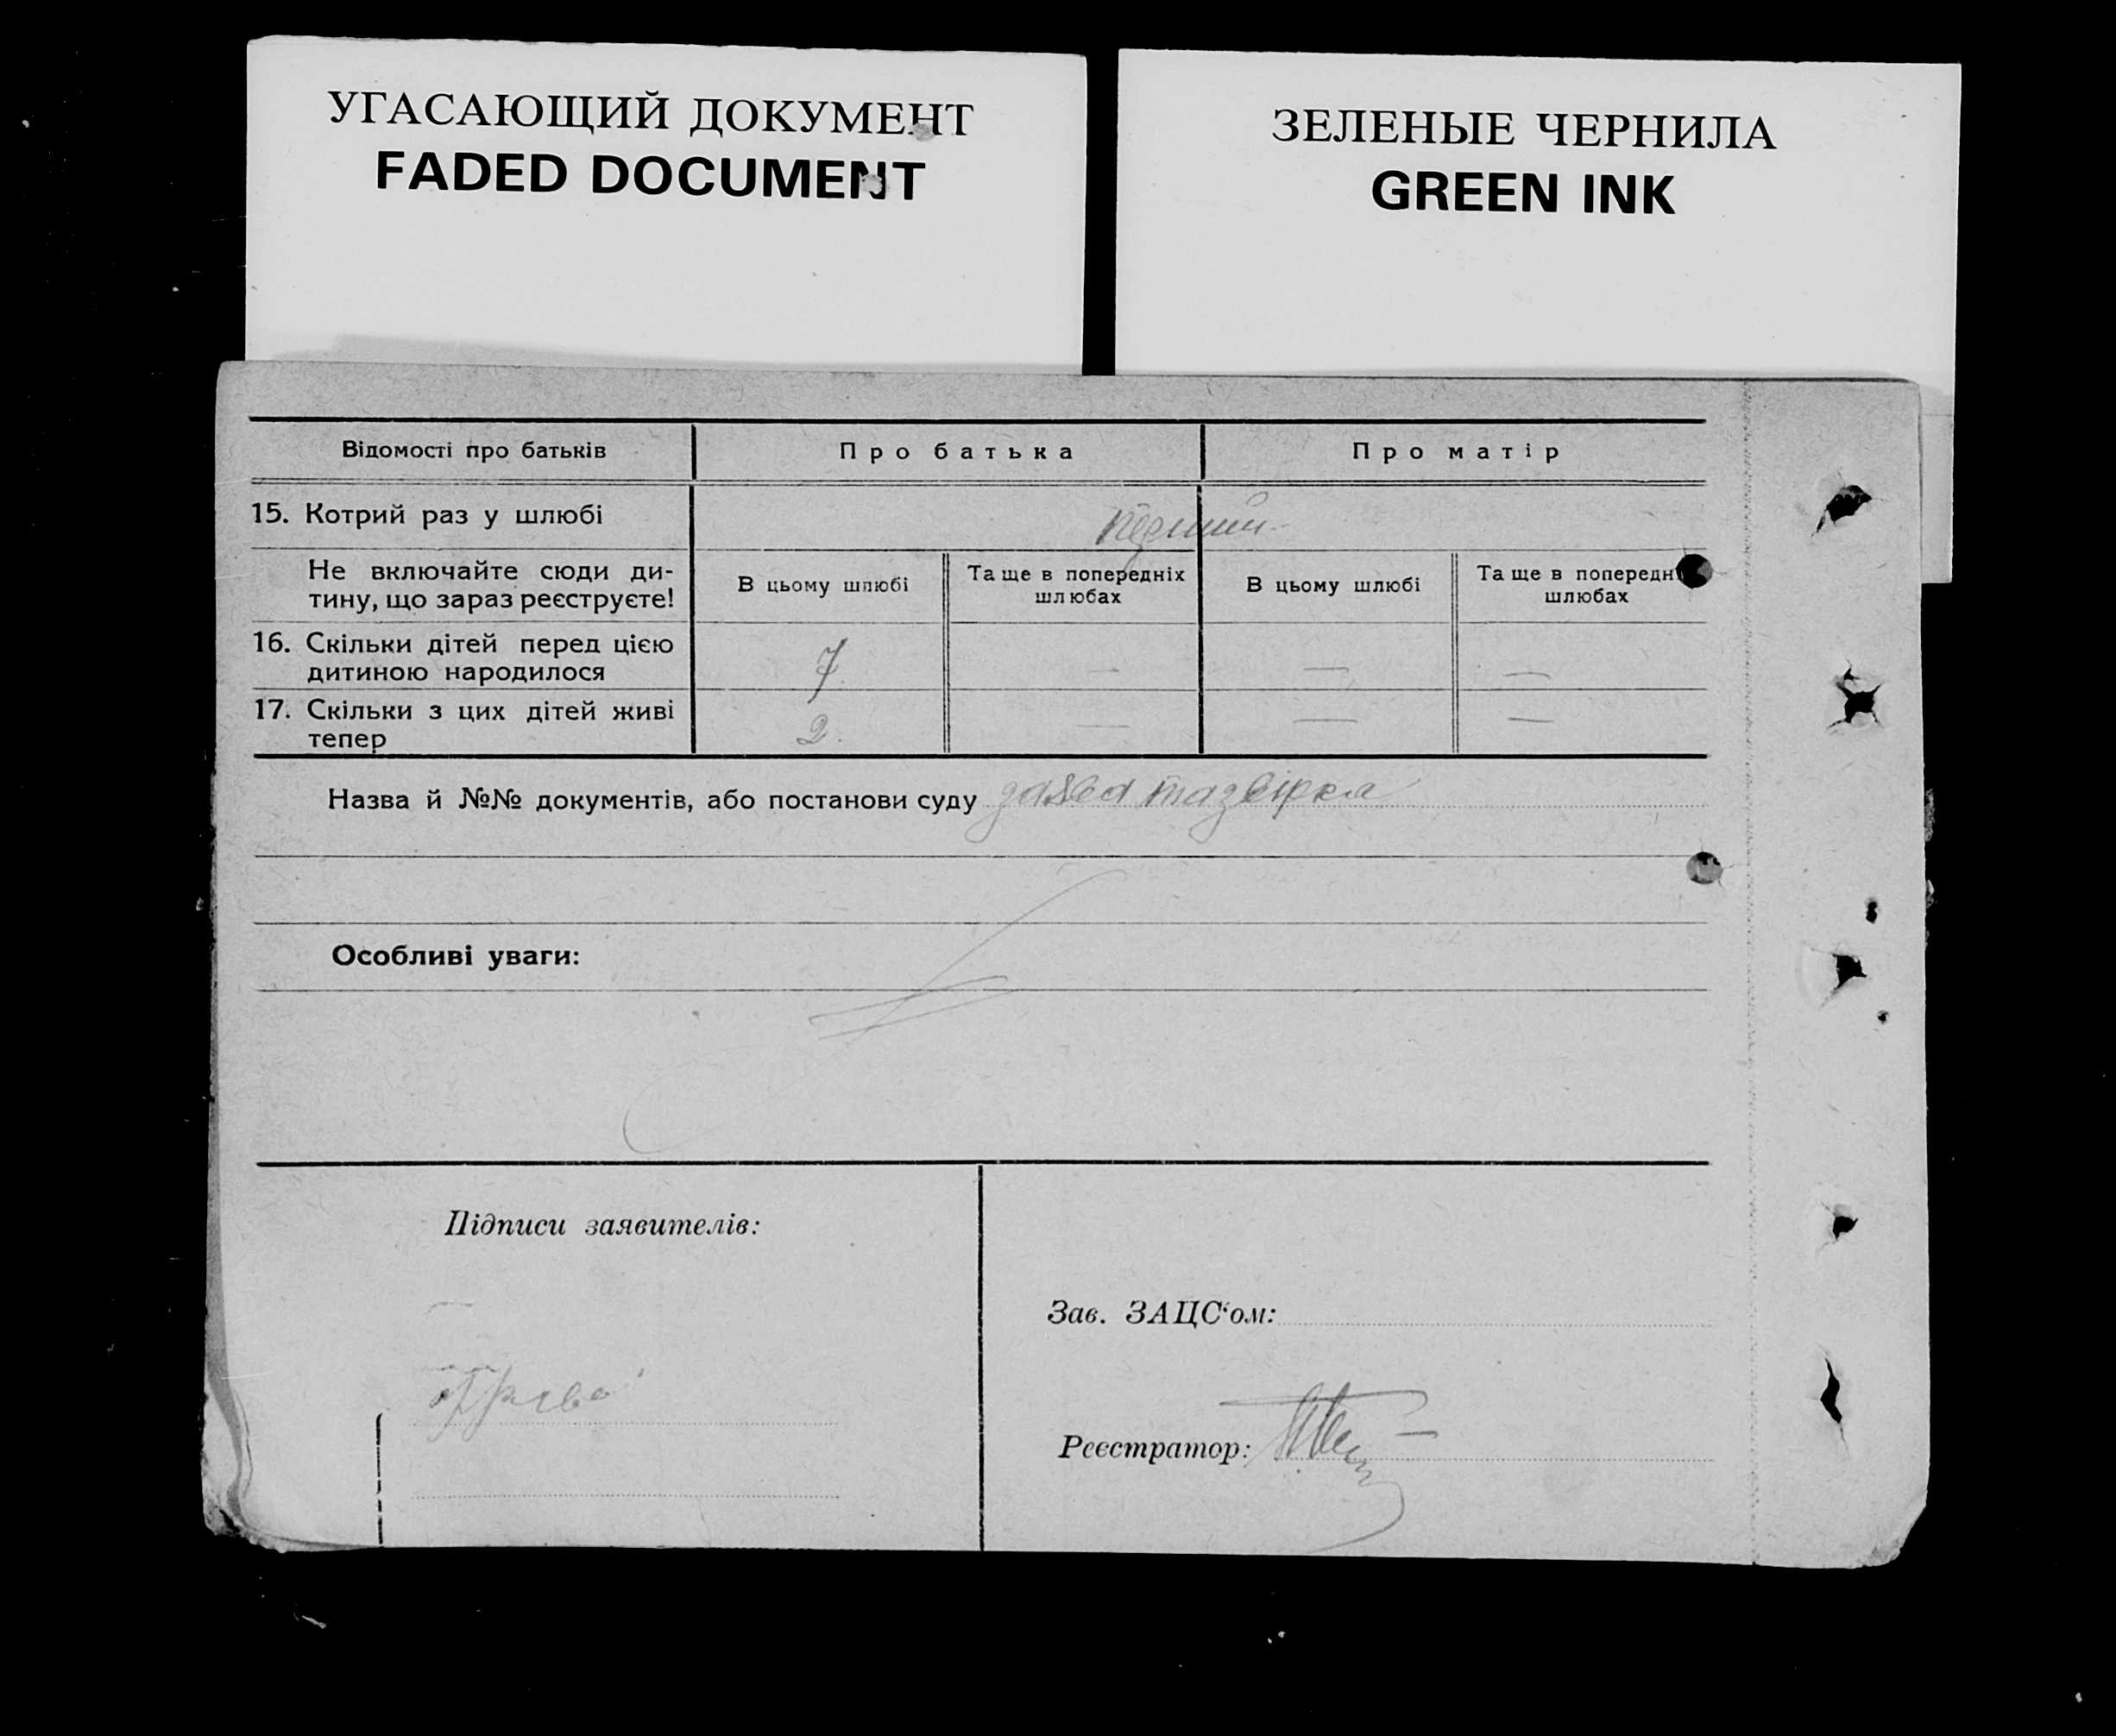 УГАСАЮЩИЙ ДОКУМЕНТ
FADED DOCUMENT
ЗЕЛЕНЫЕ ЧЕРНИЛА
GREEN INK
Відомості про батьків
Про батька
Про матір
15. Котрий раз у шлюбі
перший
Не включайте сюди ди-
тину, що зараз реєструєте!
В цьому шлюбі
Та ще в попередніх
шлюбах
В цьому шлюбі
Та ще в попередн
шлюбах
16. Скільки дітей перед цією
дитиною народилося
7
—
—
—
17. Скільки з цих дітей живі
тепер
2.
—
—
—
Назва й №№ документів, або постанови суду
Особливі уваги:
Підписи заявителів:
Зав. ЗАЦС‘ом:
Реєстратор: